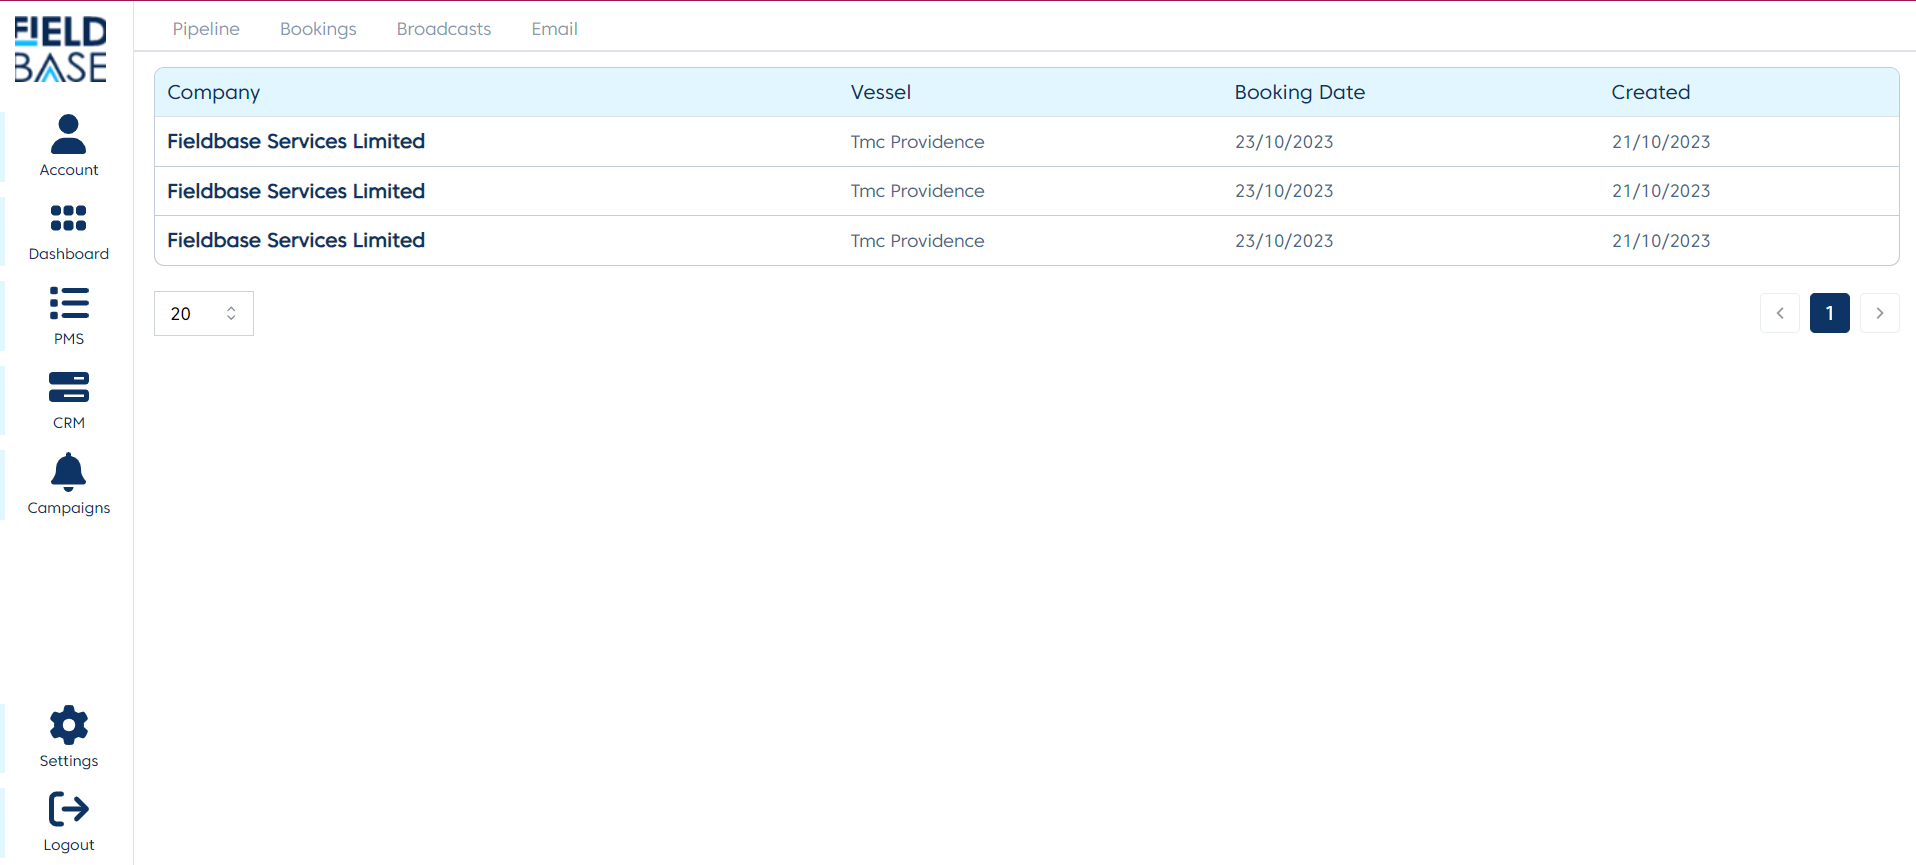 FIELD
BASE
Pipeline Bookings Broadcasts Email
Company Vessel Booking Date Created
Fieldbase Services Limited Tmc Providence 23/10/2023 21/10/2023
Fieldbase Services Limited Tmc Providence 23/10/2023 21/10/2023
Fieldbase Services Limited Tmc Providence 23/10/2023 21/10/2023
20 1
Account
Dashboard
PMS
CRM
Campaigns
Settings
Logout